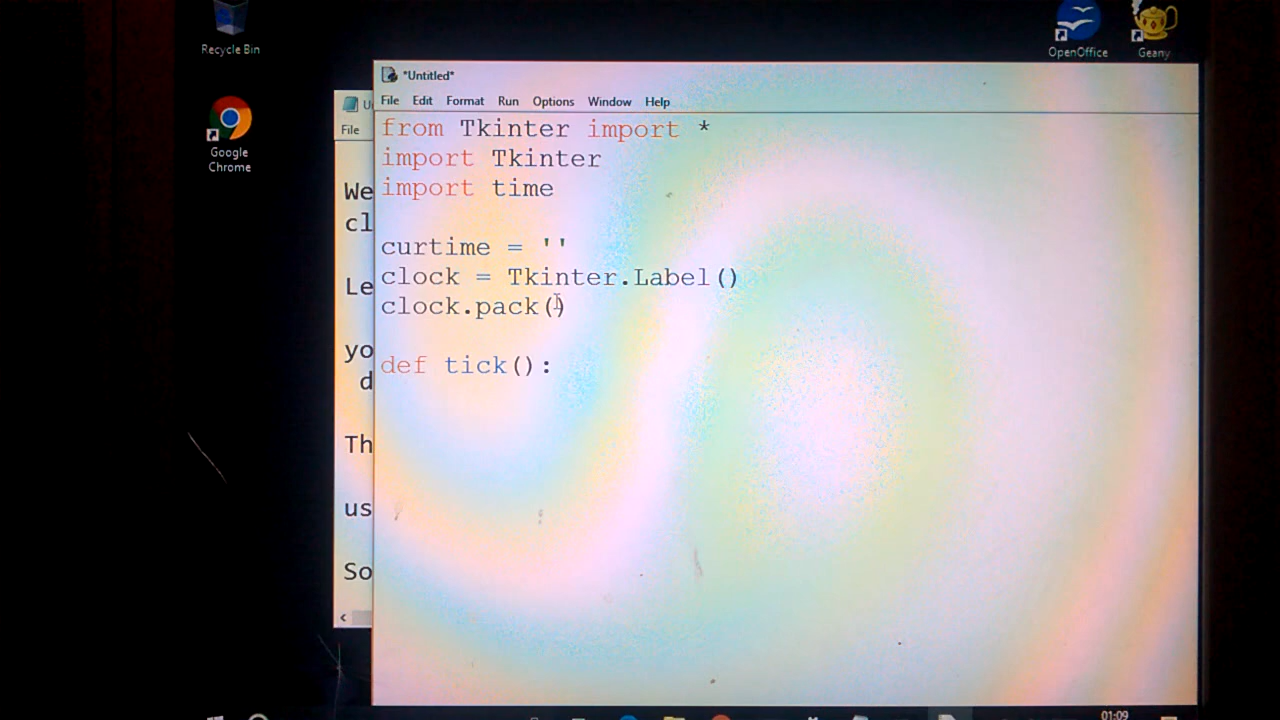 Recycle Bin
OpenOffice
Geany
Google
Chrome
*Untitled*
File Edit Format Run Options Window Help
from Tkinter import *
import Tkinter
import time
curtime = ''
clock = Tkinter.Label()
clock.pack()
def tick():
File
We
cl
Le
yo
d
Th
us
So
01:09